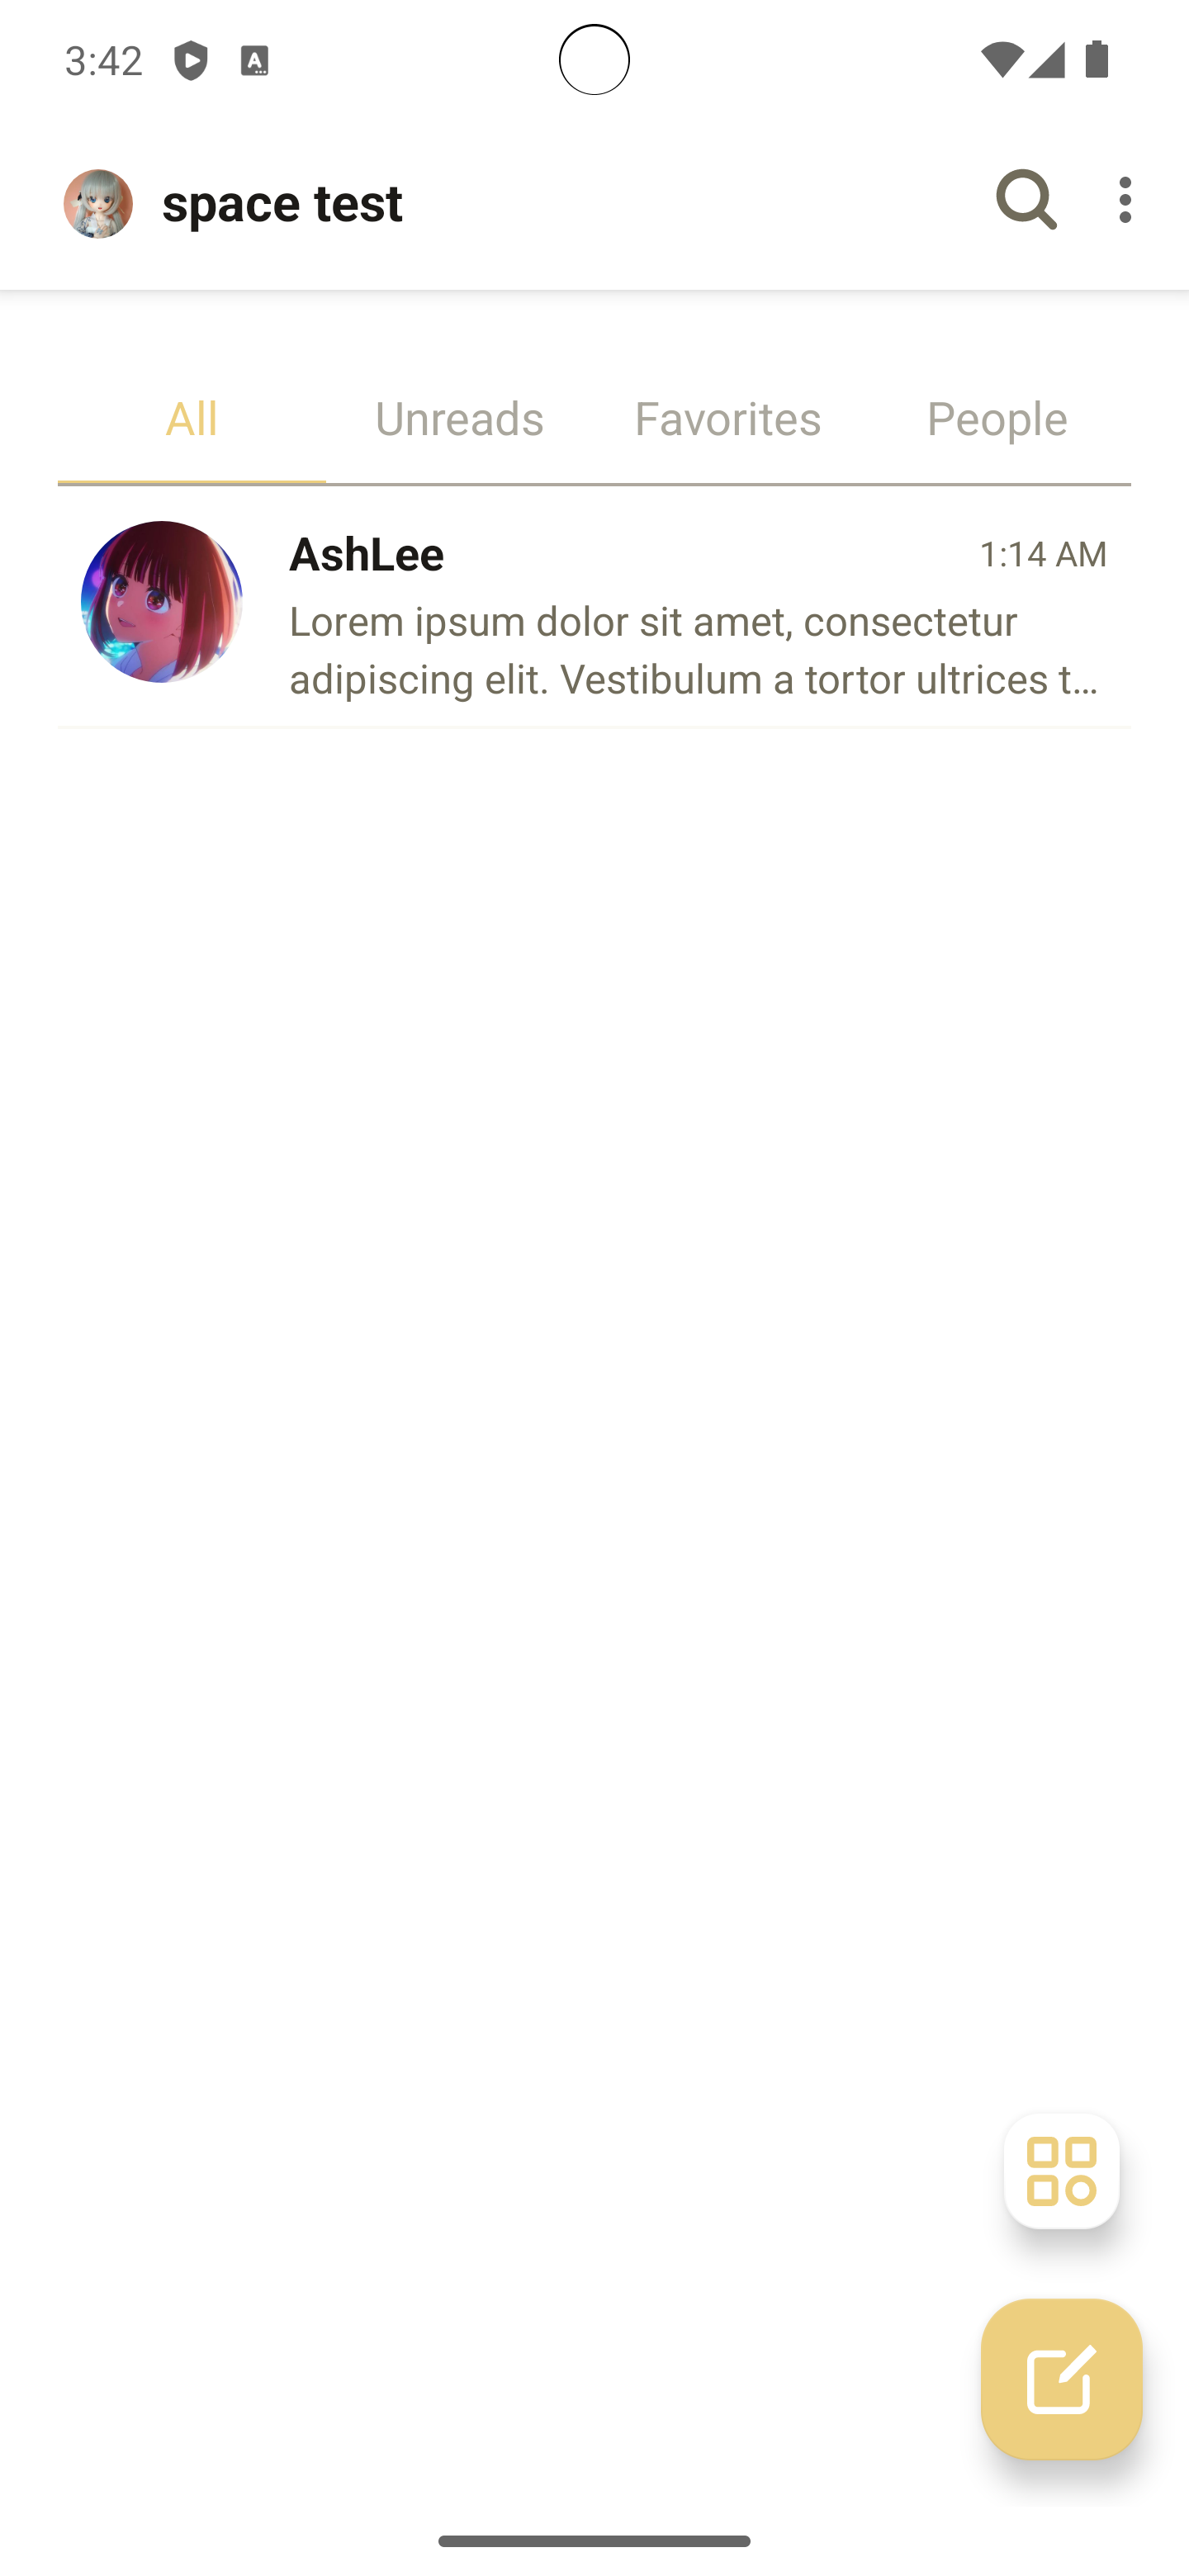 3:42
space test
All
Unreads
Favorites
People
AshLee
1:14 AM
Lorem ipsum dolor sit amet, consectetur
adipiscing elit. Vestibulum a tortor ultrices t...